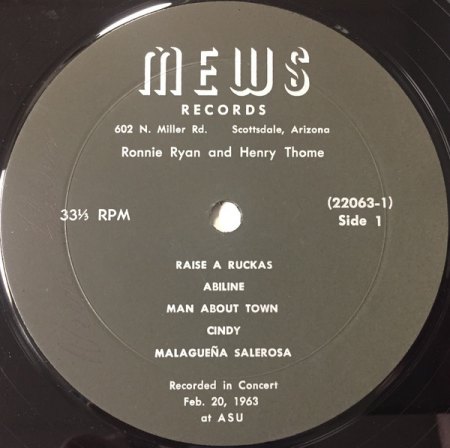 MEWS
RECORDS
602 N. Miller Rd. Scottsdale, Arizona
Ronnie Ryan and Henry Thome
33⅓ RPM
(22063-1)
Side 1
RAISE A RUCKAS
ABILINE
MAN ABOUT TOWN
CINDY
MALAGUEÑA SALEROSA
Recorded in Concert
Feb. 20, 1963
at ASU